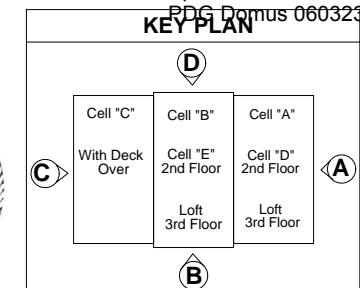 PDG Domus 060323
KEY PLAN
D
Cell "C"
With Deck
Over
Cell "B"
Cell "E"
2nd Floor
Loft
3rd Floor
Cell "A"
Cell "D"
2nd Floor
Loft
3rd Floor
C
A
B